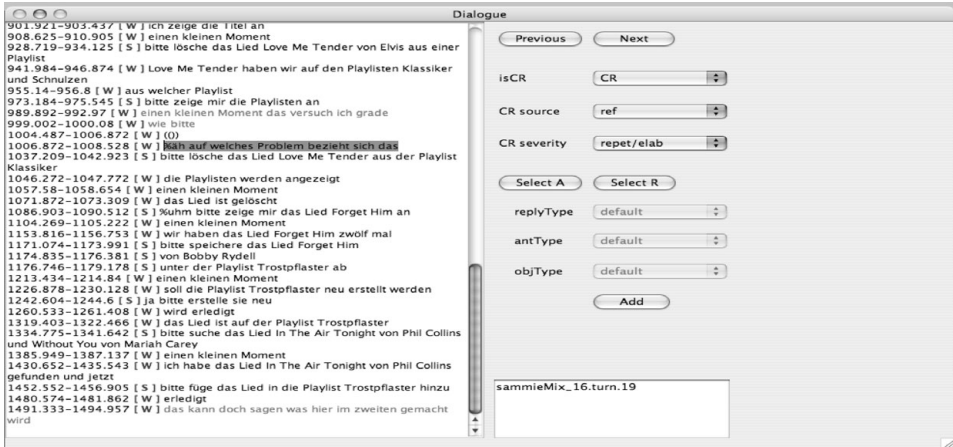 Dialogue
901.921-903.437 [ W ] ich zeige die Titel an
908.625-910.905 [ W ] einen kleinen Moment
928.719-934.125 [ S ] bitte lösche das Lied Love Me Tender von Elvis aus einer
Playlist
941.984-946.874 [ W ] Love Me Tender haben wir auf den Playlisten Klassiker
und Schnulzen
955.14-956.8 [ W ] aus welcher Playlist
973.184-975.545 [ S ] bitte zeige mir die Playlisten an
989.892-992.97 [ W ] einen kleinen Moment das versuch ich grade
999.002-1000.08 [ W ] wie bitte
1004.487-1006.872 [ W ] (())
1006.872-1008.528 [ W ] %äh auf welches Problem bezieht sich das
1037.209-1042.923 [ S ] bitte lösche das Lied Love Me Tender aus der Playlist
Klassiker
1046.272-1047.772 [ W ] die Playlisten werden angezeigt
1057.58-1058.654 [ W ] einen kleinen Moment
1071.872-1073.309 [ W ] das Lied ist gelöscht
1086.903-1090.512 [ S ] %uhm bitte zeige mir das Lied Forget Him an
1104.269-1105.222 [ W ] einen kleinen Moment
1153.816-1156.753 [ W ] wir haben das Lied Forget Him zwölf mal
1171.074-1173.991 [ S ] bitte speichere das Lied Forget Him
1174.835-1176.381 [ S ] von Bobby Rydell
1176.746-1179.178 [ S ] unter der Playlist Trostpflaster ab
1213.434-1214.84 [ W ] einen kleinen Moment
1226.878-1230.128 [ W ] soll die Playlist Trostpflaster neu erstellt werden
1242.604-1244.6 [ S ] ja bitte erstelle sie neu
1260.533-1261.408 [ W ] wird erledigt
1319.403-1322.466 [ W ] das Lied ist auf der Playlist Trostpflaster
1334.775-1341.642 [ S ] bitte suche das Lied In The Air Tonight von Phil Collins
und Without You von Mariah Carey
1385.949-1387.137 [ W ] einen kleinen Moment
1430.652-1435.543 [ W ] ich habe das Lied In The Air Tonight von Phil Collins
gefunden und jetzt
1452.552-1456.905 [ S ] bitte füge das Lied in die Playlist Trostpflaster hinzu
1480.574-1481.862 [ W ] erledigt
1491.333-1494.957 [ W ] das kann doch sagen was hier im zweiten gemacht
wird
Previous Next
isCR CR
CR source ref
CR severity repet/elab
Select A Select R
replyType default
antType default
objType default
Add
sammieMix_16.turn.19